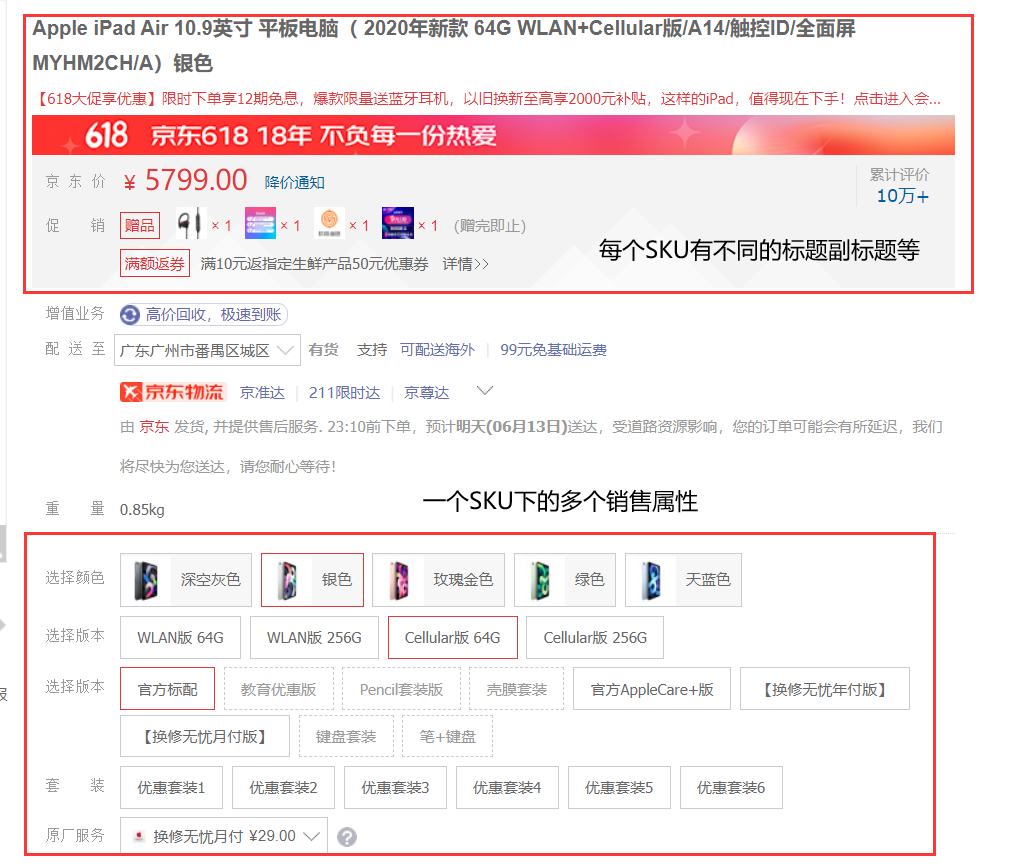 Apple iPad Air 10.9英寸 平板电脑（ 2020年新款 64G WLAN+Cellular版/A14/触控ID/全面屏
MYHM2CH/A）银色
【618大促享优惠】限时下单享12期免息，爆款限量送蓝牙耳机，以旧换新至高享2000元补贴，这样的iPad，值得现在下手！点击进入会...
618 京东618 18年 不负每一份热爱
京东价 ¥ 5799.00 降价通知 累计评价
10万+
促销 赠品 × 1 × 1 × 1 × 1 （赠完即止）
每个SKU有不同的标题副标题等
满额返券 满10元返指定生鲜产品50元优惠券 详情>>
增值业务 高价回收，极速到账
配送至 广东广州市番禺区城区 有货 支持 可配送海外 99元免基础运费
京东物流 京准达 211限时达 京尊达
由 京东 发货, 并提供售后服务. 23:10前下单，预计明天(06月13日)送达，受道路资源影响，您的订单可能会有所延迟，我们
将尽快为您送达，请您耐心等待！
一个SKU下的多个销售属性
重量 0.85kg
选择颜色 深空灰色 银色 玫瑰金色 绿色 天蓝色
选择版本 WLAN版 64G WLAN版 256G Cellular版 64G Cellular版 256G
选择版本 官方标配 教育优惠版 Pencil套装版 壳膜套装 官方AppleCare+版 【换修无忧年付版】
【换修无忧月付版】 键盘套装 笔+键盘
套装 优惠套装1 优惠套装2 优惠套装3 优惠套装4 优惠套装5 优惠套装6
原厂服务 换修无忧月付 ¥29.00 ?